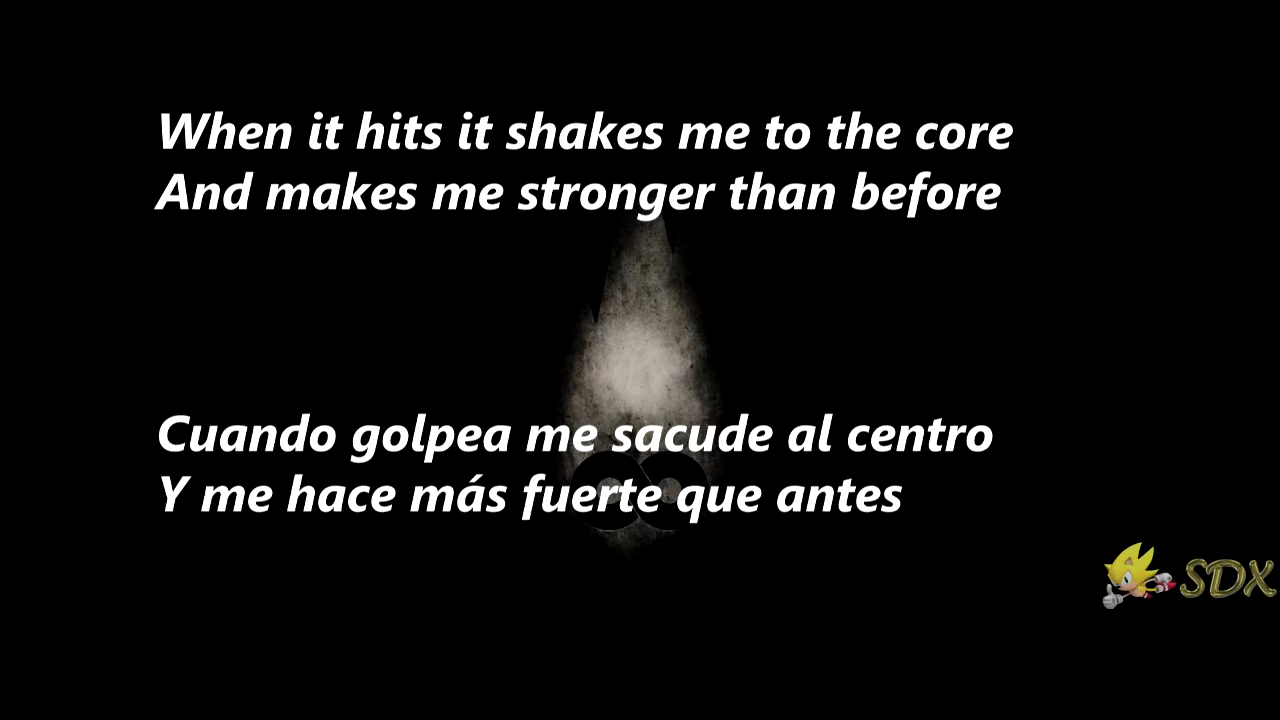 When it hits it shakes me to the core
And makes me stronger than before
Cuando golpea me sacude al centro
Y me hace más fuerte que antes
SDX